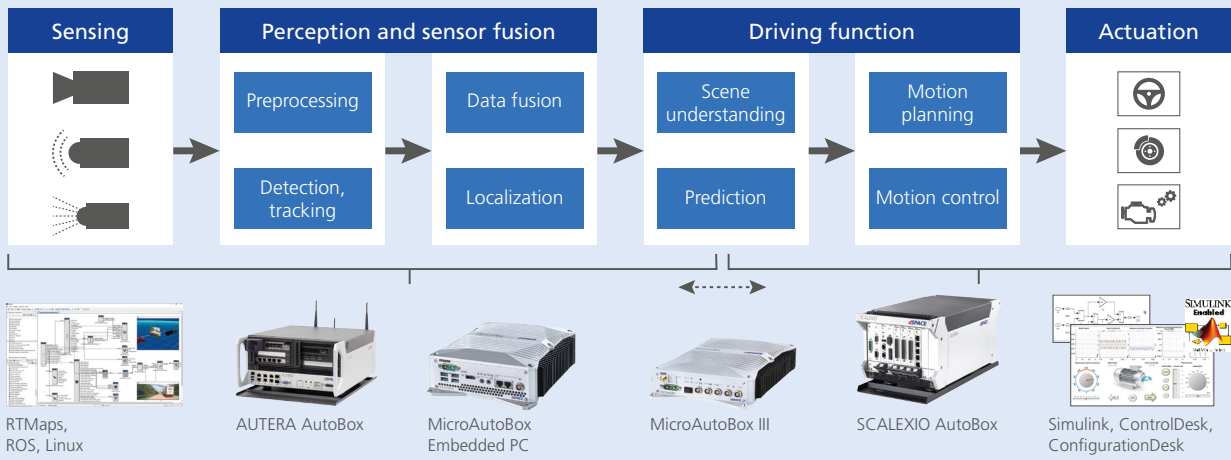 Sensing
Perception and sensor fusion
Driving function
Actuation
Preprocessing
Data fusion
Scene
understanding
Motion
planning
Detection,
tracking
Localization
Prediction
Motion control
SCALEXIO
dSPACE
SIMULINK
Enabled
RTMaps,
ROS, Linux
AUTERA AutoBox
MicroAutoBox
Embedded PC
MicroAutoBox III
SCALEXIO AutoBox
Simulink, ControlDesk,
ConfigurationDesk